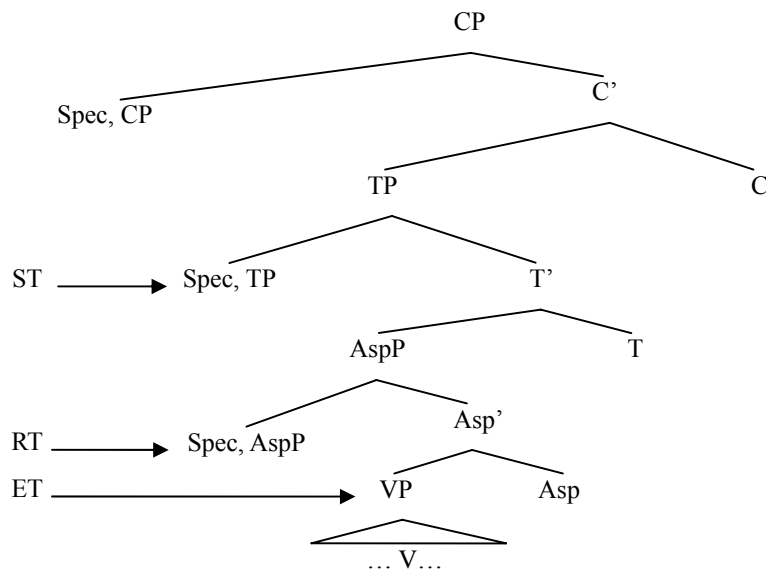 CP
Spec, CP C’
TP C
ST Spec, TP T’
AspP T
RT Spec, AspP Asp’
ET VP Asp
… V…